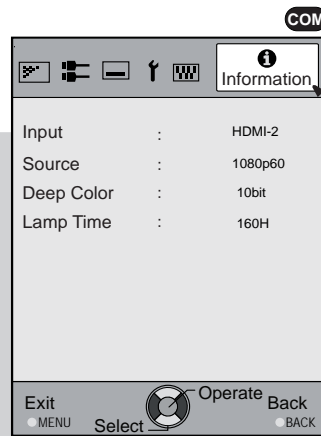 COM
Information
Input : HDMI-2
Source : 1080p60
Deep Color : 10bit
Lamp Time : 160H
Exit
MENU
Select
Operate
Back
BACK